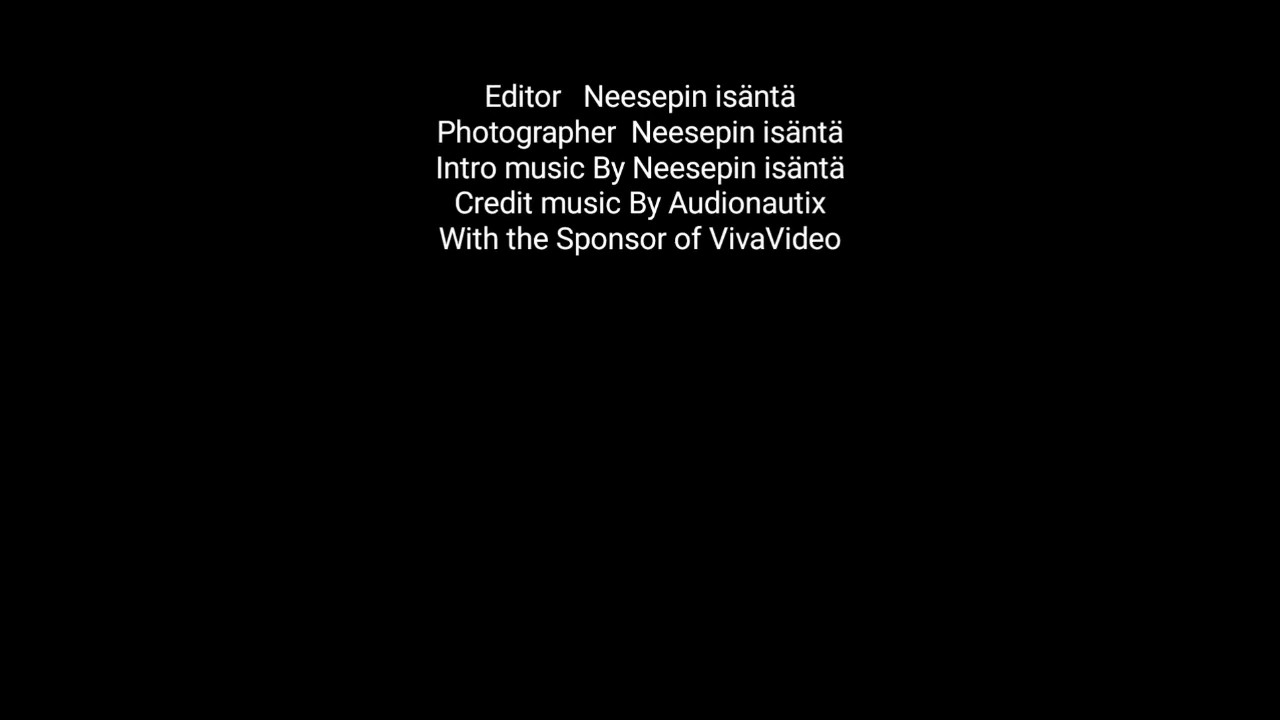 Editor   Neesepin isäntä
Photographer  Neesepin isäntä
Intro music By Neesepin isäntä
Credit music By Audionautix
With the Sponsor of VivaVideo